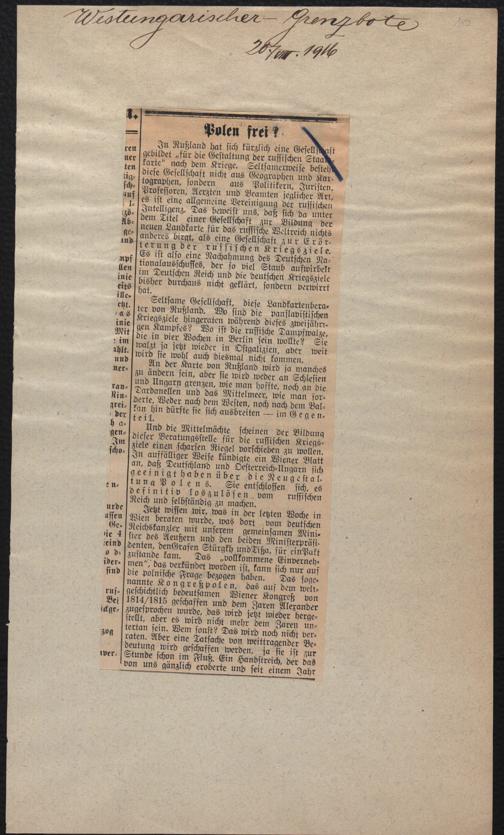 Westungarischer-Grenzbote
20/VIII. 1916
Polen frei?
In Rußland hat sich kürzlich eine Gesellschaft
gebildet „für die Gestaltung der russischen Staats
karte" nach dem Kriege. Seltsamerweise besteht
diese Gesellschaft nicht aus Geographen und Kar-
tographen, sondern aus Politikern, Juristen,
Professoren, Aerzten und Beamten jeglicher Art,
es ist eine allgemeine Vereinigung der russischen
Intelligenz. Das beweist uns, daß sich da unter
dem Titel einer Gesellschaft zur Bildung der
neuen Landkarte für das russische Weltreich nichts
anderes birgt, als eine Gesellschaft zur Erör-
terung der russischen Kriegsziele.
Es ist also eine Nachahmung des Deutschen Na-
tionalausschusses, der so viel Staub aufwirbelt
im Deutschen Reich und die deutschen Kriegsziele
bisher durchaus nicht geklärt, sondern verwirrt
hat.
Seltsame Gesellschaft, diese Landkartenbera-
ter von Rußland. Wo sind die panslavistischen
Kriegsziele hingeraten während dieses zweijähri-
gen Kampfes? Wo ist die russische Dampfwalze,
die in vier Wochen in Berlin sein wollte? Sie
walzt ja jetzt wieder in Ostgalizien, aber weit
wird sie wohl auch diesmal nicht kommen.
An der Karte von Rußland wird ja manches
zu ändern sein, aber sie wird weder an Schlesien
und Ungarn grenzen, wie man hoffte, noch an die
Dardanellen und das Mittelmeer, wie man for-
derte. Weder nach dem Westen, noch nach dem Bal-
kan hin dürfte sie sich ausbreiten — im Gegen-
teil.
Und die Mittelmächte scheinen der Bildung
dieser Beratungsstelle für die russischen Kriegs-
ziele einen scharfen Riegel vorschieben zu wollen.
In auffälliger Weise kündigte ein Wiener Blatt
an, daß Deutschland und Oesterreich-Ungarn sich
geeinigt haben über die Neugestal-
tung Polens. Sie entschlossen sich, es
definitiv loszulösen vom russischen
Reich und selbständig zu machen.
Jetzt wissen wir, was in der letzten Woche in
Wien beraten wurde, was dort vom deutschen
Reichskanzler mit unserem gemeinsamen Mini-
ster des Aeußern und den beiden Ministerpräsi-
denten, den Grafen Stürgkh und Tisza, für ein Pakt
zustande kam. Das „vollkommene Einverneh-
men", das verkündet worden ist, kann sich nur auf
die polnische Frage bezogen haben. Das soge-
nannte Kongreßpolen, das auf dem welt-
geschichtlich bedeutsamen Wiener Kongreß von
1814/1815 geschaffen und dem Zaren Alexander
zugesprochen wurde, das wird jetzt wieder herge-
stellt, aber es wird nicht mehr dem Zaren un-
tertan sein. Wem sonst? Das wird noch nicht ver-
raten. Aber eine Tatsache von weittragender Be-
deutung wird geschaffen werden, ja sie ist zur
Stunde schon im Fluß. Ein Handstreich, der das
von uns gänzlich eroberte und seit einem Jahr